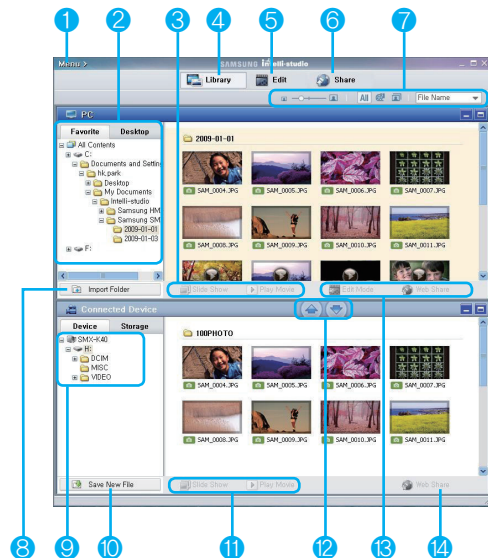 1 2 3 4 5 6 7
Menu > SAMSUNG intelli-studio
Library Edit Share
All File Name
PC
Favorite Desktop
All Contents
C:
Documents and Settin
hk,park
Desktop
My Documents
Intelli-studio
Samsung HM
Samsung SM
2009-01-01
2009-01-03
F:
2009-01-01
SAM_0004.JPG SAM_0005.JPG SAM_0006.JPG SAM_0007.JPG
SAM_0008.JPG SAM_0009.JPG SAM_0010.JPG SAM_0011.JPG
Import Folder Slide Show Play Movie Edit Mode Web Share
Connected Device
Device Storage
SMX-K40
H:
DCIM
MISC
VIDEO
100PHOTO
SAM_0004.JPG SAM_0005.JPG SAM_0006.JPG SAM_0007.JPG
SAM_0008.JPG SAM_0009.JPG SAM_0010.JPG SAM_0011.JPG
Save New File Slide Show Play Movie Web Share
8 9 10 11 12 13 14